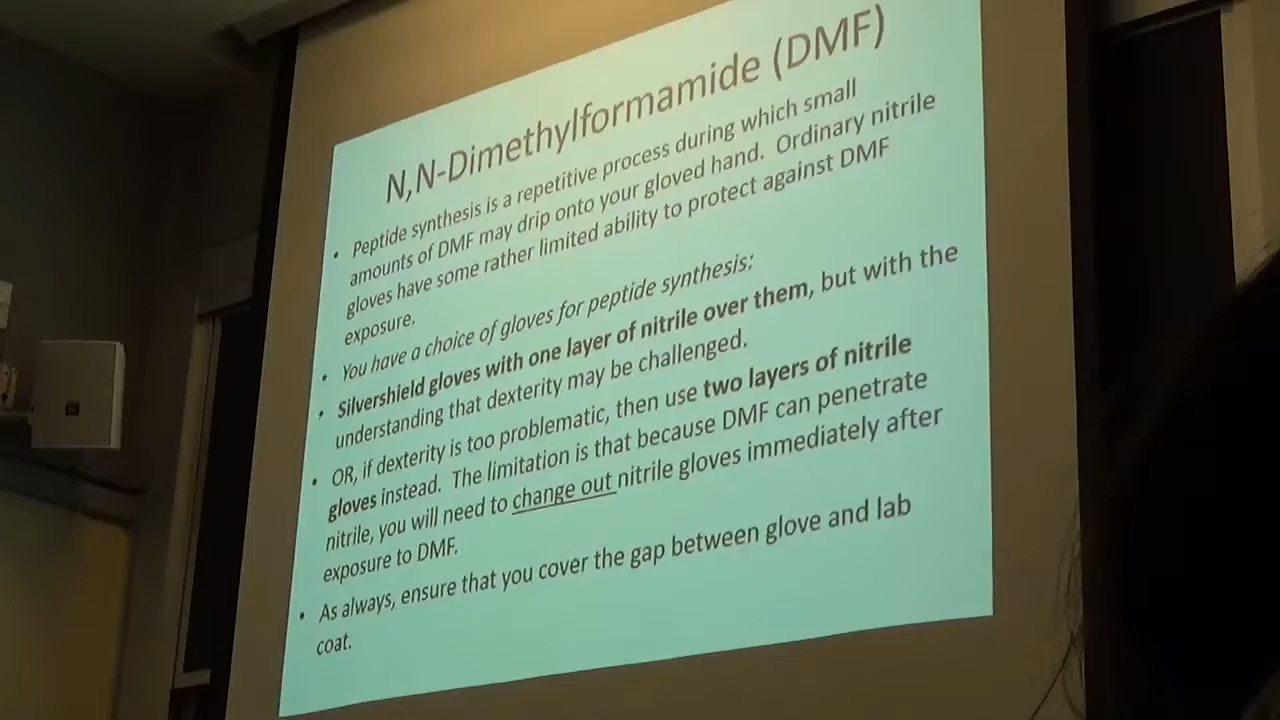 N,N-Dimethylformamide (DMF)
• Peptide synthesis is a repetitive process during which small
amounts of DMF may drip onto your gloved hand. Ordinary nitrile
gloves have some rather limited ability to protect against DMF
exposure.
• You have a choice of gloves for peptide synthesis:
• Silvershield gloves with one layer of nitrile over them, but with the
understanding that dexterity may be challenged.
• OR, if dexterity is too problematic, then use two layers of nitrile
gloves instead. The limitation is that because DMF can penetrate
nitrile, you will need to change out nitrile gloves immediately after
exposure to DMF.
• As always, ensure that you cover the gap between glove and lab
coat.